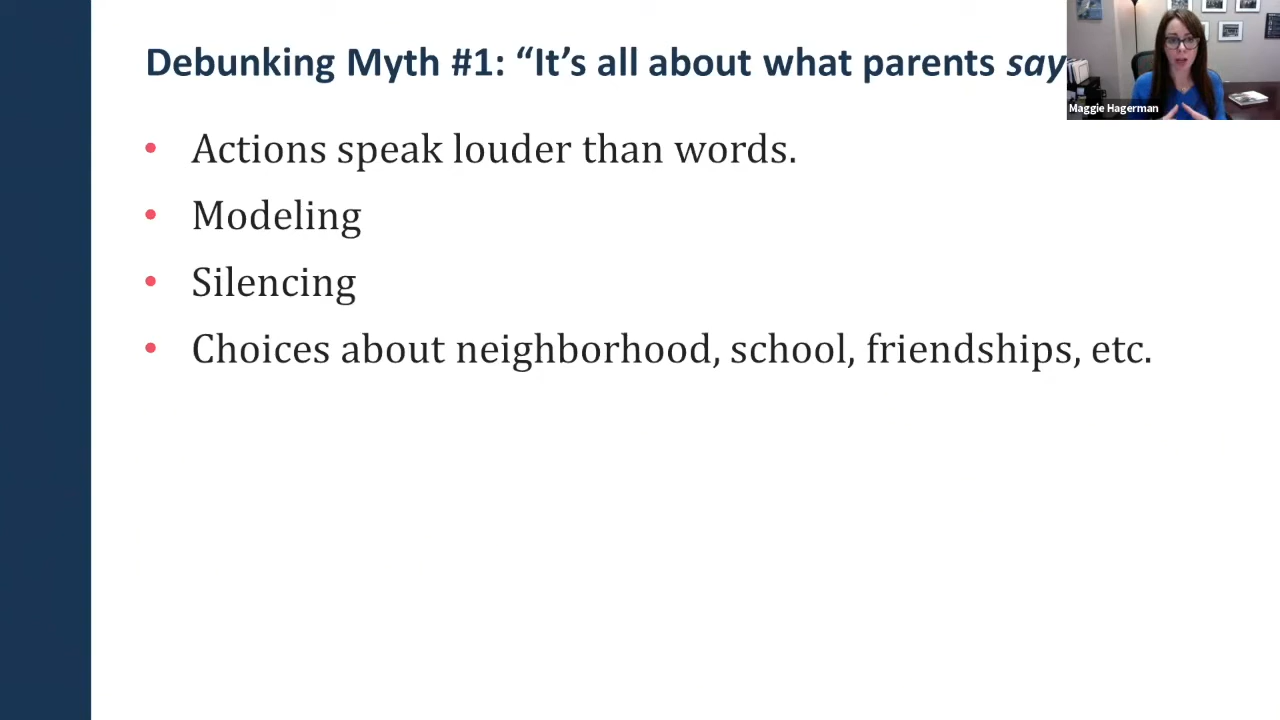 Debunking Myth #1: “It’s all about what parents say
Maggie Hagerman
• Actions speak louder than words.
• Modeling
• Silencing
• Choices about neighborhood, school, friendships, etc.